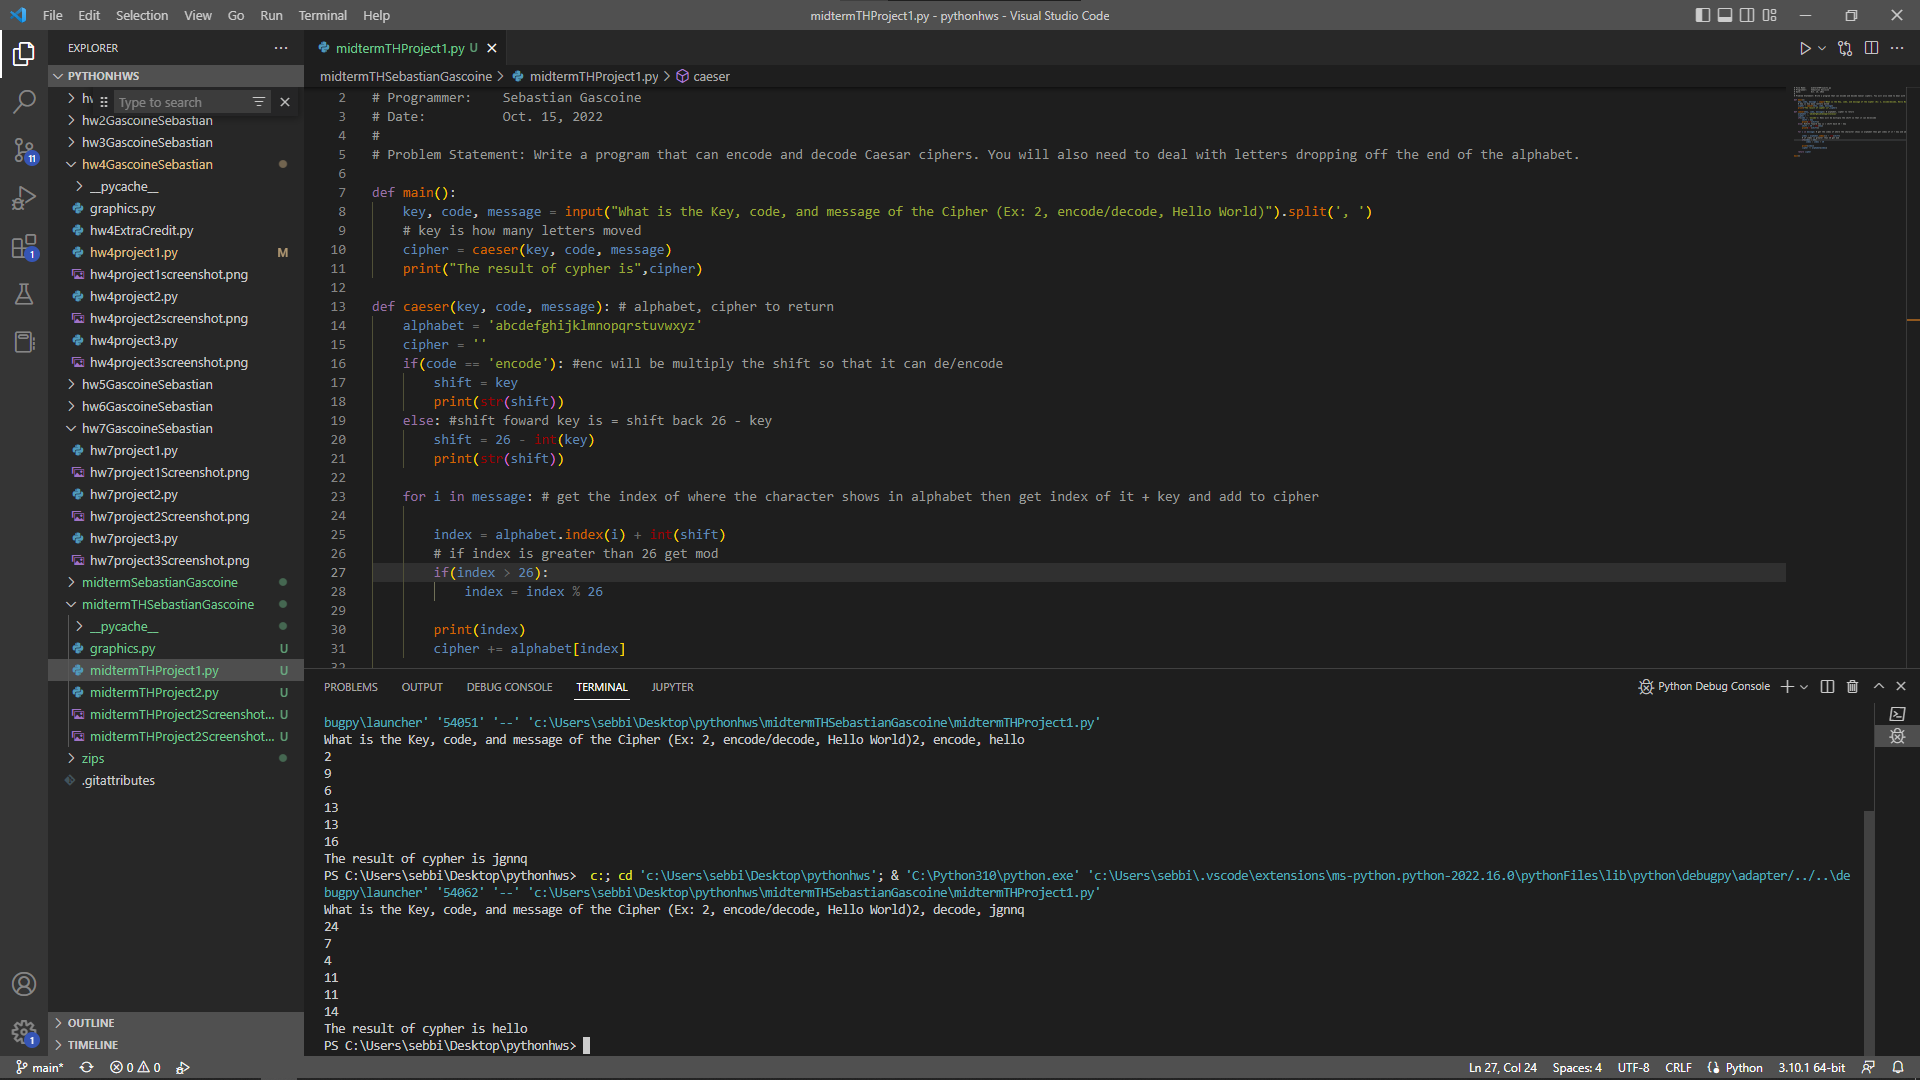 File Edit Selection View Go Run Terminal Help
midtermTHProject1.py - pythonhws - Visual Studio Code
EXPLORER
PYTHONHWS
Type to search
hw2GascoineSebastian
hw3GascoineSebastian
hw4GascoineSebastian
__pycache__
graphics.py
hw4ExtraCredit.py
hw4project1.py M
hw4project1screenshot.png
hw4project2.py
hw4project2screenshot.png
hw4project3.py
hw4project3screenshot.png
hw5GascoineSebastian
hw6GascoineSebastian
hw7GascoineSebastian
hw7project1.py
hw7project1Screenshot.png
hw7project2.py
hw7project2Screenshot.png
hw7project3.py
hw7project3Screenshot.png
midtermSebastianGascoine
midtermTHSebastianGascoine
__pycache__
graphics.py U
midtermTHProject1.py U
midtermTHProject2.py U
midtermTHProject2Screenshot... U
midtermTHProject2Screenshot... U
zips
.gitattributes
OUTLINE
TIMELINE
11
1
1
midtermTHProject1.py U
midtermTHSebastianGascoine > midtermTHProject1.py > caeser
2 # Programmer: Sebastian Gascoine
3 # Date: Oct. 15, 2022
4 #
5 # Problem Statement: Write a program that can encode and decode Caesar ciphers. You will also need to deal with letters dropping off the end of the alphabet.
6
7 def main():
8 key, code, message = input("What is the Key, code, and message of the Cipher (Ex: 2, encode/decode, Hello World)").split(', ')
9 # key is how many letters moved
10 cipher = caeser(key, code, message)
11 print("The result of cypher is",cipher)
12
13 def caeser(key, code, message): # alphabet, cipher to return
14 alphabet = 'abcdefghijklmnopqrstuvwxyz'
15 cipher = ''
16 if(code == 'encode'): #enc will be multiply the shift so that it can de/encode
17 shift = key
18 print(str(shift))
19 else: #shift foward key is = shift back 26 - key
20 shift = 26 - int(key)
21 print(str(shift))
22
23 for i in message: # get the index of where the character shows in alphabet then get index of it + key and add to cipher
24
25 index = alphabet.index(i) + int(shift)
26 # if index is greater than 26 get mod
27 if(index > 26):
28 index = index % 26
29
30 print(index)
31 cipher += alphabet[index]
32
PROBLEMS OUTPUT DEBUG CONSOLE TERMINAL JUPYTER
Python Debug Console
bugpy\launcher' '54051' '--' 'c:\Users\sebbi\Desktop\pythonhws\midtermTHSebastianGascoine\midtermTHProject1.py'
What is the Key, code, and message of the Cipher (Ex: 2, encode/decode, Hello World)2, encode, hello
2
9
6
13
13
16
The result of cypher is jgnnq
PS C:\Users\sebbi\Desktop\pythonhws> c:; cd 'c:\Users\sebbi\Desktop\pythonhws'; & 'C:\Python310\python.exe' 'c:\Users\sebbi\.vscode\extensions\ms-python.python-2022.16.0\pythonFiles\lib\python\debugpy\adapter/../..\de
bugpy\launcher' '54062' '--' 'c:\Users\sebbi\Desktop\pythonhws\midtermTHSebastianGascoine\midtermTHProject1.py'
What is the Key, code, and message of the Cipher (Ex: 2, encode/decode, Hello World)2, decode, jgnnq
24
7
4
11
11
14
The result of cypher is hello
PS C:\Users\sebbi\Desktop\pythonhws>
main* 0 0
Ln 27, Col 24 Spaces: 4 UTF-8 CRLF Python 3.10.1 64-bit